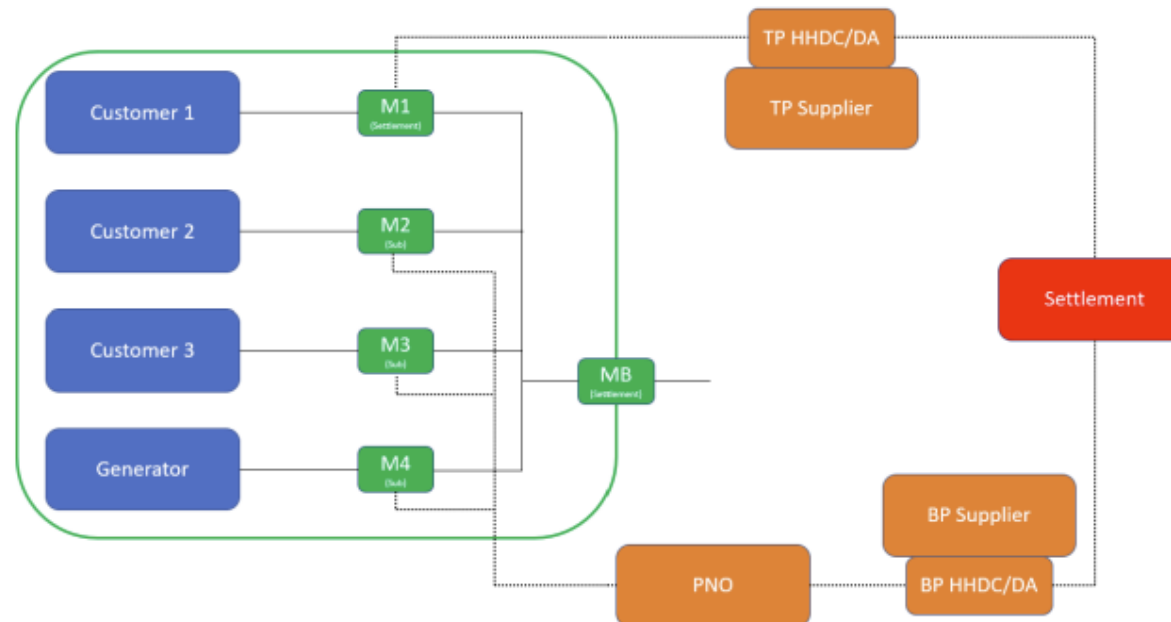 TP HHDC/DA
Customer 1
M1
(Settlement)
TP Supplier
Customer 2
M2
(Sub)
Settlement
Customer 3
M3
(Sub)
MB
(Settlement)
Generator
M4
(Sub)
BP Supplier
PNO
BP HHDC/DA